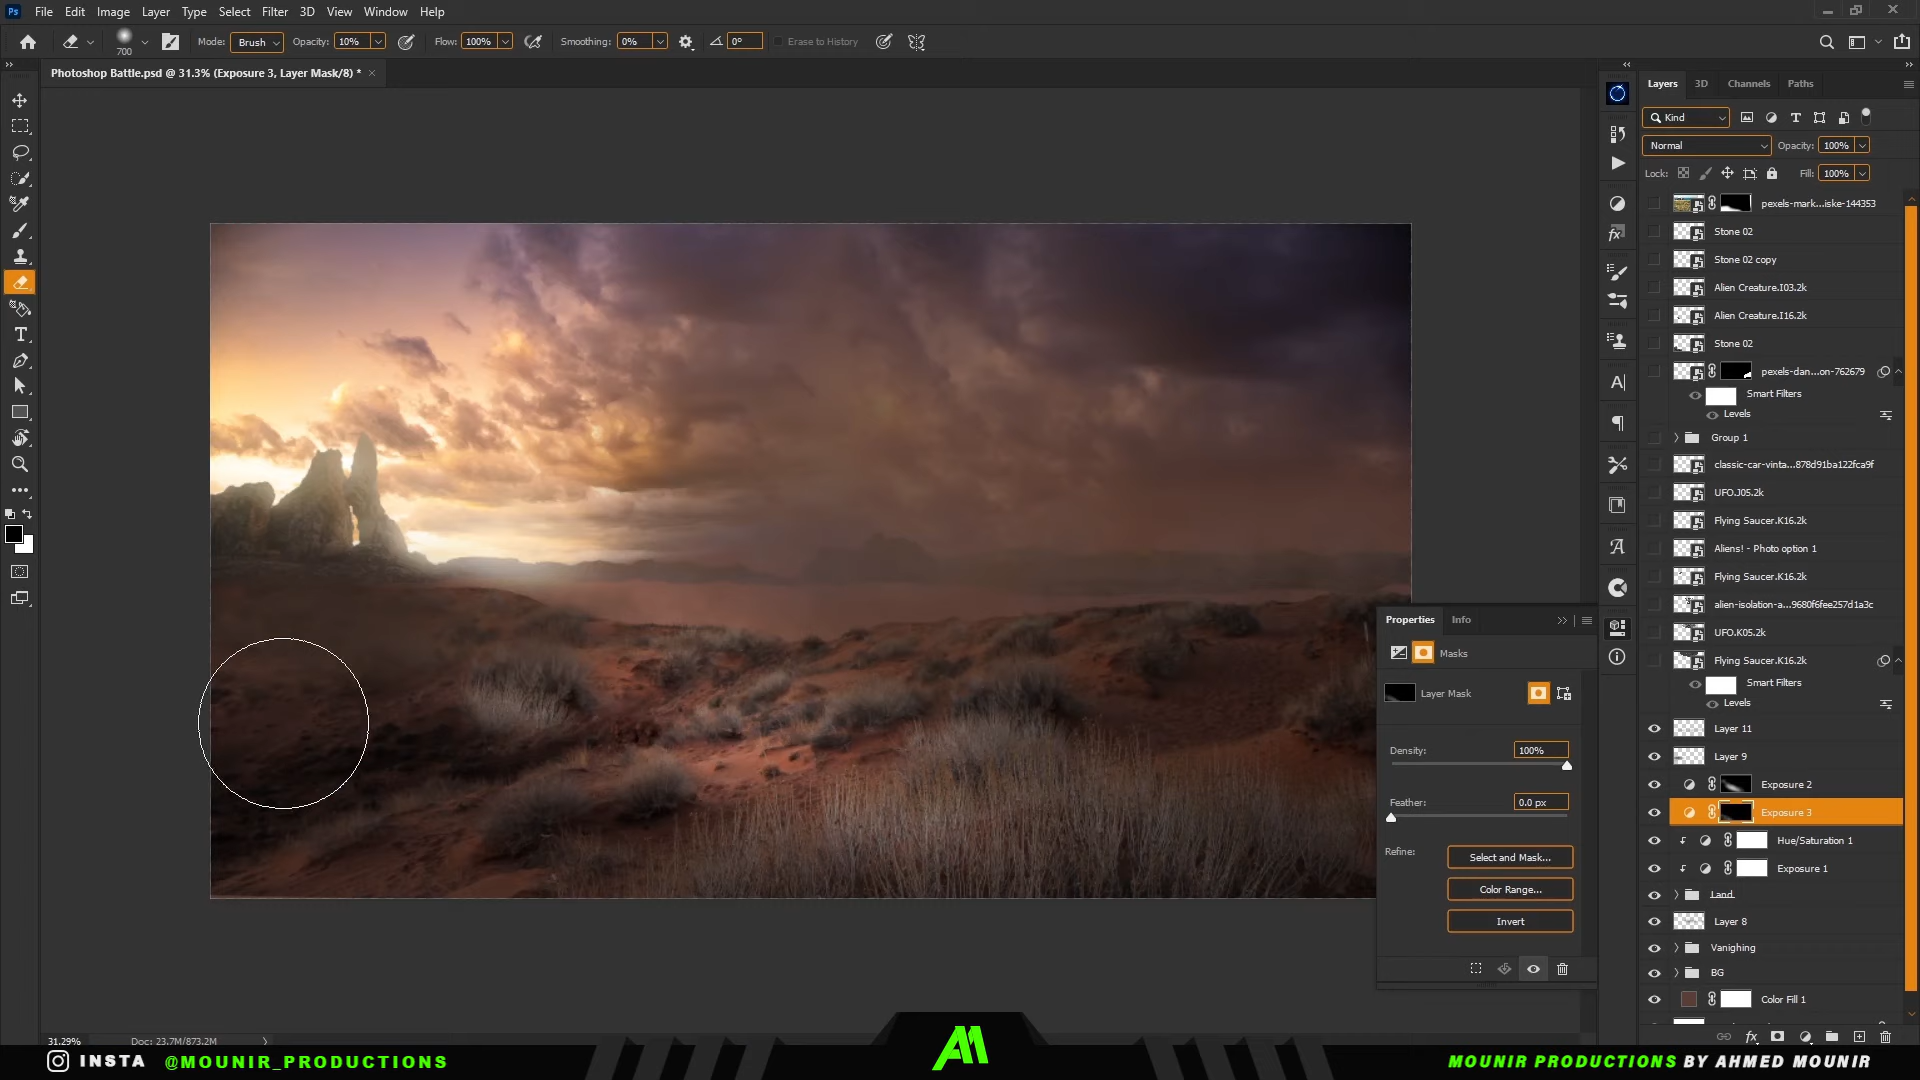 Ps File Edit Image Layer Type Select Filter 3D View Window Help
700 Mode: Brush Opacity: 10% Flow: 100% Smoothing: 0% 0° Erase to History
Photoshop Battle.psd @ 31.3% (Exposure 3, Layer Mask/8) *
Layers 3D Channels Paths
Kind
Normal Opacity: 100%
Lock: Fill: 100%
pexels-mark...iske-144353
Stone 02
Stone 02 copy
Alien Creature.I03.2k
Alien Creature.I16.2k
Stone 02
pexels-dan...on-762679
Smart Filters
Levels
Group 1
classic-car-vinta...878d91ba122fca9f
UFO.J05.2k
Flying Saucer.K16.2k
Aliens! - Photo option 1
Flying Saucer.K16.2k
alien-isolation-a...9680f6fee257d1a3c
UFO.K05.2k
Flying Saucer.K16.2k
Smart Filters
Levels
Layer 11
Layer 9
Exposure 2
Exposure 3
Hue/Saturation 1
Exposure 1
Land
Layer 8
Vanighing
BG
Color Fill 1
Properties Info
Masks
Layer Mask
Density: 100%
Feather: 0.0 px
Refine: Select and Mask...
Color Range...
Invert
31.29% Doc: 23.7M/873.2M
INSTA @MOUNIR_PRODUCTIONS
MOUNIR PRODUCTIONS BY AHMED MOUNIR